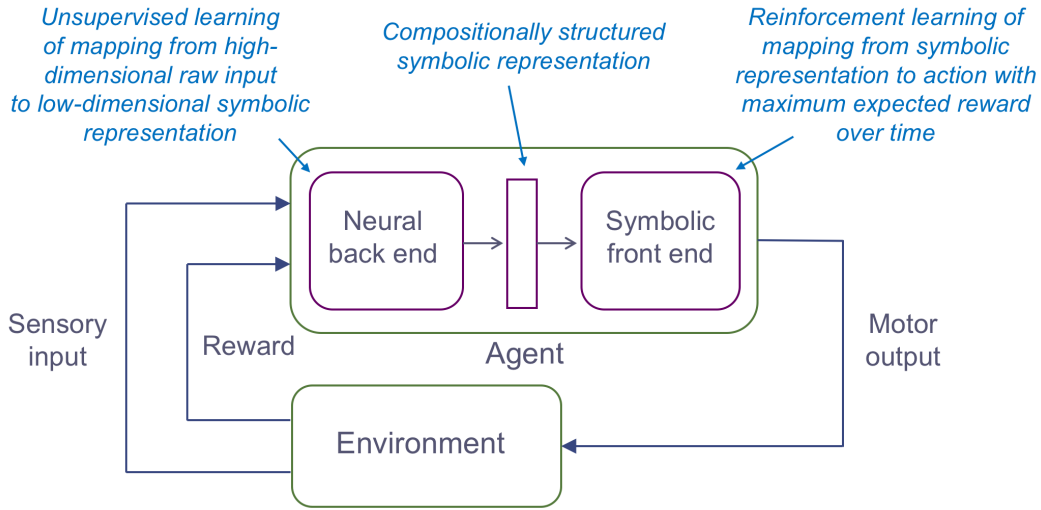 Unsupervised learning
of mapping from high-
dimensional raw input
to low-dimensional symbolic
representation
Compositionally structured
symbolic representation
Reinforcement learning of
mapping from symbolic
representation to action with
maximum expected reward
over time
Neural
back end
Symbolic
front end
Sensory
input
Reward
Agent
Motor
output
Environment